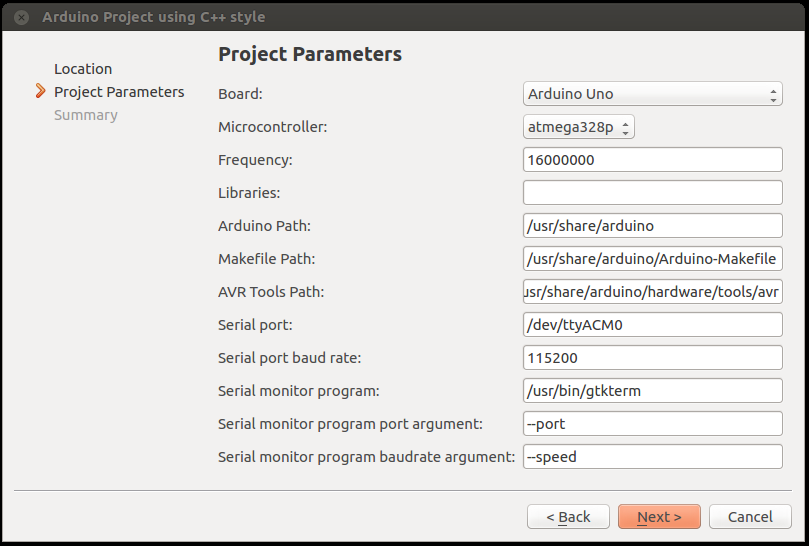 Arduino Project using C++ style
Location
Project Parameters
Summary
Project Parameters
Board: Arduino Uno
Microcontroller: atmega328p
Frequency: 16000000
Libraries:
Arduino Path: /usr/share/arduino
Makefile Path: /usr/share/arduino/Arduino-Makefile
AVR Tools Path: usr/share/arduino/hardware/tools/avr
Serial port: /dev/ttyACM0
Serial port baud rate: 115200
Serial monitor program: /usr/bin/gtkterm
Serial monitor program port argument: --port
Serial monitor program baudrate argument: --speed
< Back Next > Cancel